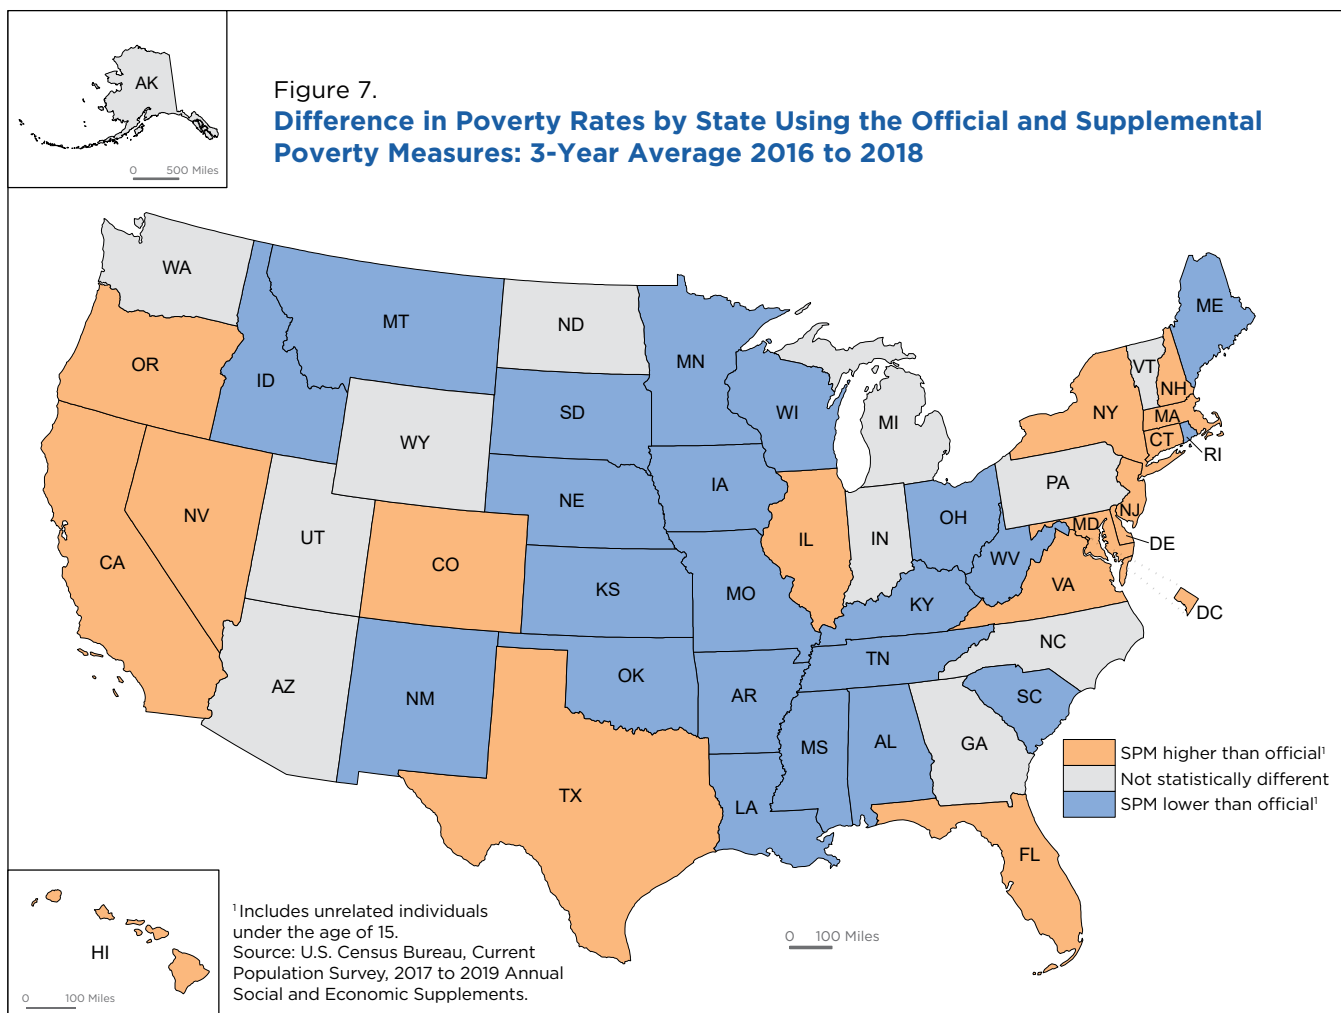 AK
0 500 Miles
Figure 7.
Difference in Poverty Rates by State Using the Official and Supplemental
Poverty Measures: 3-Year Average 2016 to 2018
WA
MT
ND
MN
ME
OR
ID
SD
WI
MI
VT
NH
NY
MA
CT
RI
WY
IA
NE
PA
NJ
NV
UT
CO
IL
IN
OH
MD
DE
CA
KS
MO
WV
VA
KY
DC
NC
TN
AZ
NM
OK
AR
SC
MS
AL
GA
TX
LA
FL
SPM higher than official¹
Not statistically different
SPM lower than official¹
HI
0 100 Miles
¹ Includes unrelated individuals
under the age of 15.
Source: U.S. Census Bureau, Current
Population Survey, 2017 to 2019 Annual
Social and Economic Supplements.
0 100 Miles